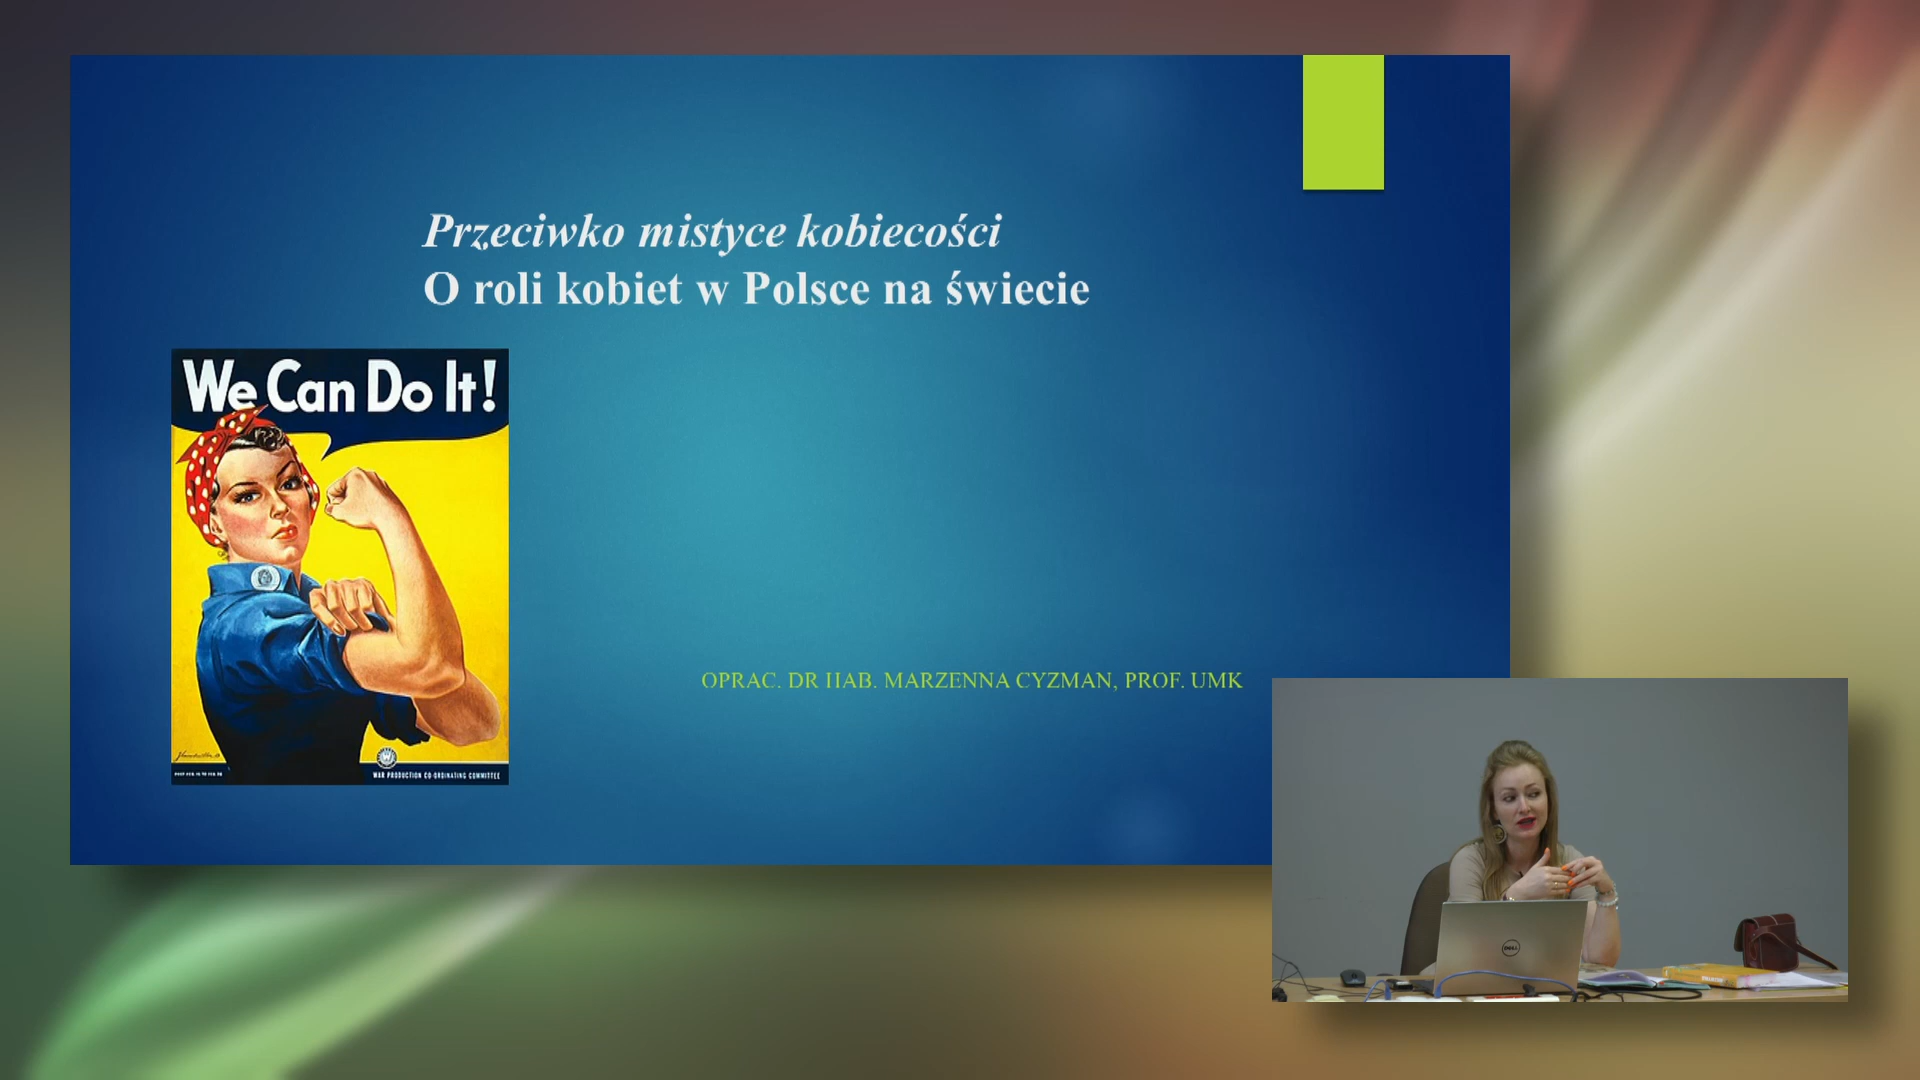 Przeciwko mistyce kobiecości
O roli kobiet w Polsce na świecie
We Can Do It!
WAR PRODUCTION CO-ORDINATING COMMITTEE
OPRAC. DR HAB. MARZENNA CYZMAN, PROF. UMK
DELL